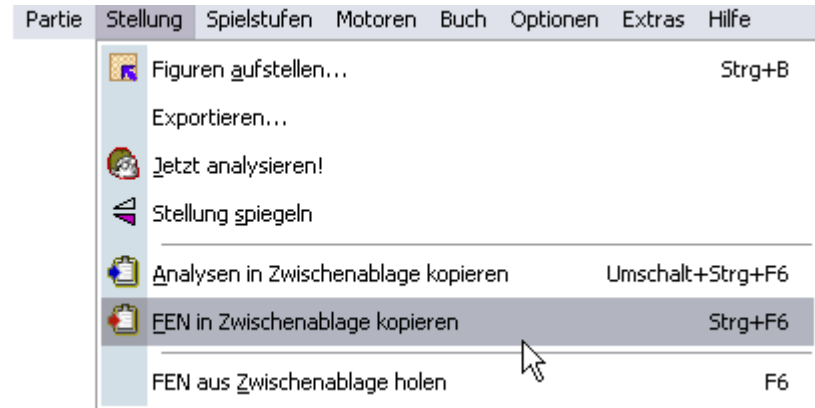 Partie Stellung Spielstufen Motoren Buch Optionen Extras Hilfe
Figuren aufstellen... Strg+B
Exportieren...
Jetzt analysieren!
Stellung spiegeln
Analysen in Zwischenablage kopieren Umschalt+Strg+F6
FEN in Zwischenablage kopieren Strg+F6
FEN aus Zwischenablage holen F6